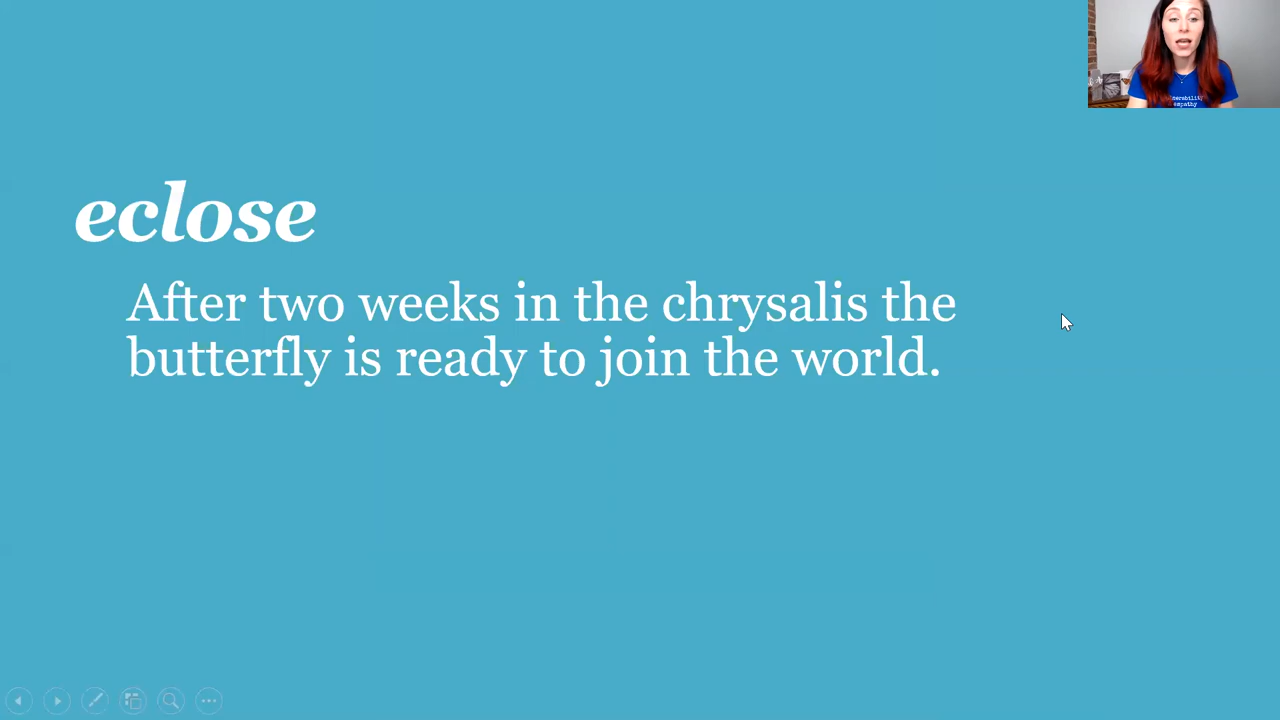 eclose
After two weeks in the chrysalis the
butterfly is ready to join the world.